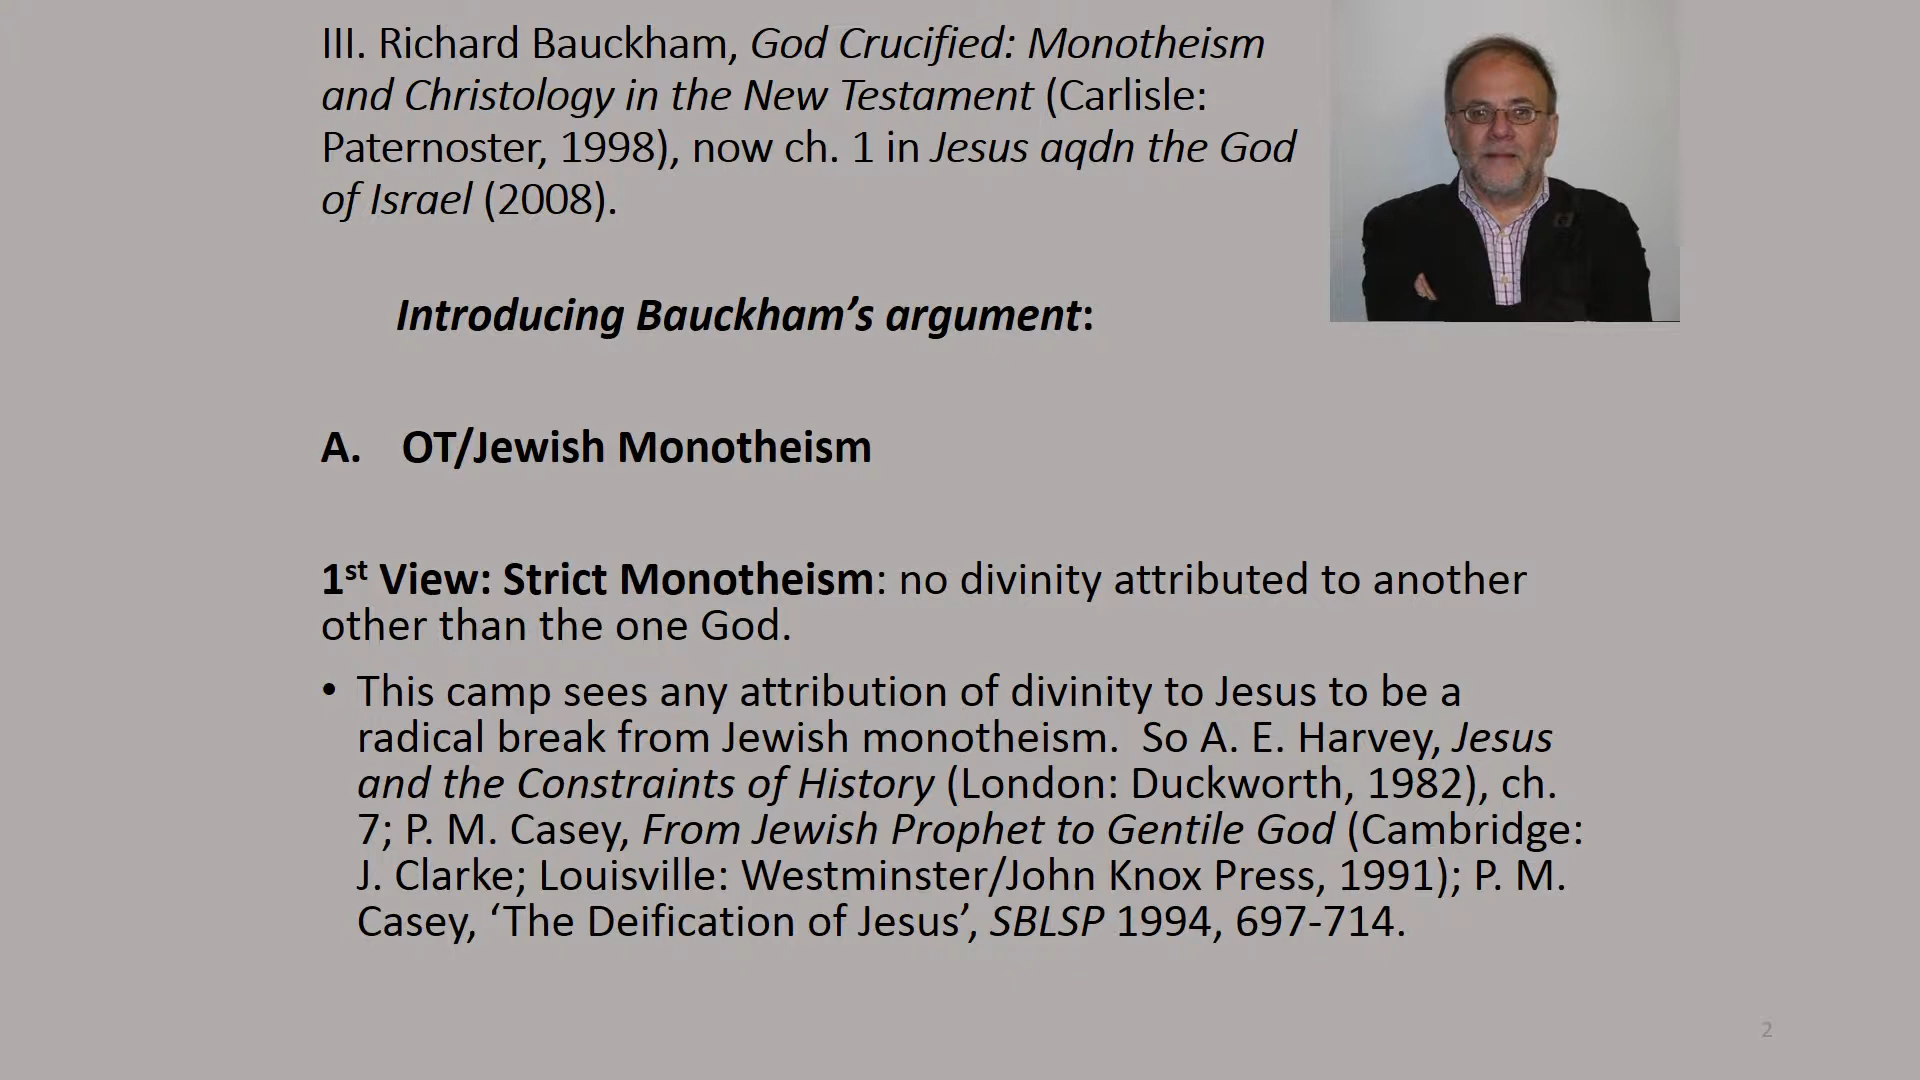 III. Richard Bauckham, God Crucified: Monotheism
and Christology in the New Testament (Carlisle:
Paternoster, 1998), now ch. 1 in Jesus aqdn the God
of Israel (2008).
Introducing Bauckham’s argument:
A. OT/Jewish Monotheism
1st View: Strict Monotheism: no divinity attributed to another
other than the one God.
• This camp sees any attribution of divinity to Jesus to be a
radical break from Jewish monotheism. So A. E. Harvey, Jesus
and the Constraints of History (London: Duckworth, 1982), ch.
7; P. M. Casey, From Jewish Prophet to Gentile God (Cambridge:
J. Clarke; Louisville: Westminster/John Knox Press, 1991); P. M.
Casey, ‘The Deification of Jesus’, SBLSP 1994, 697-714.
2